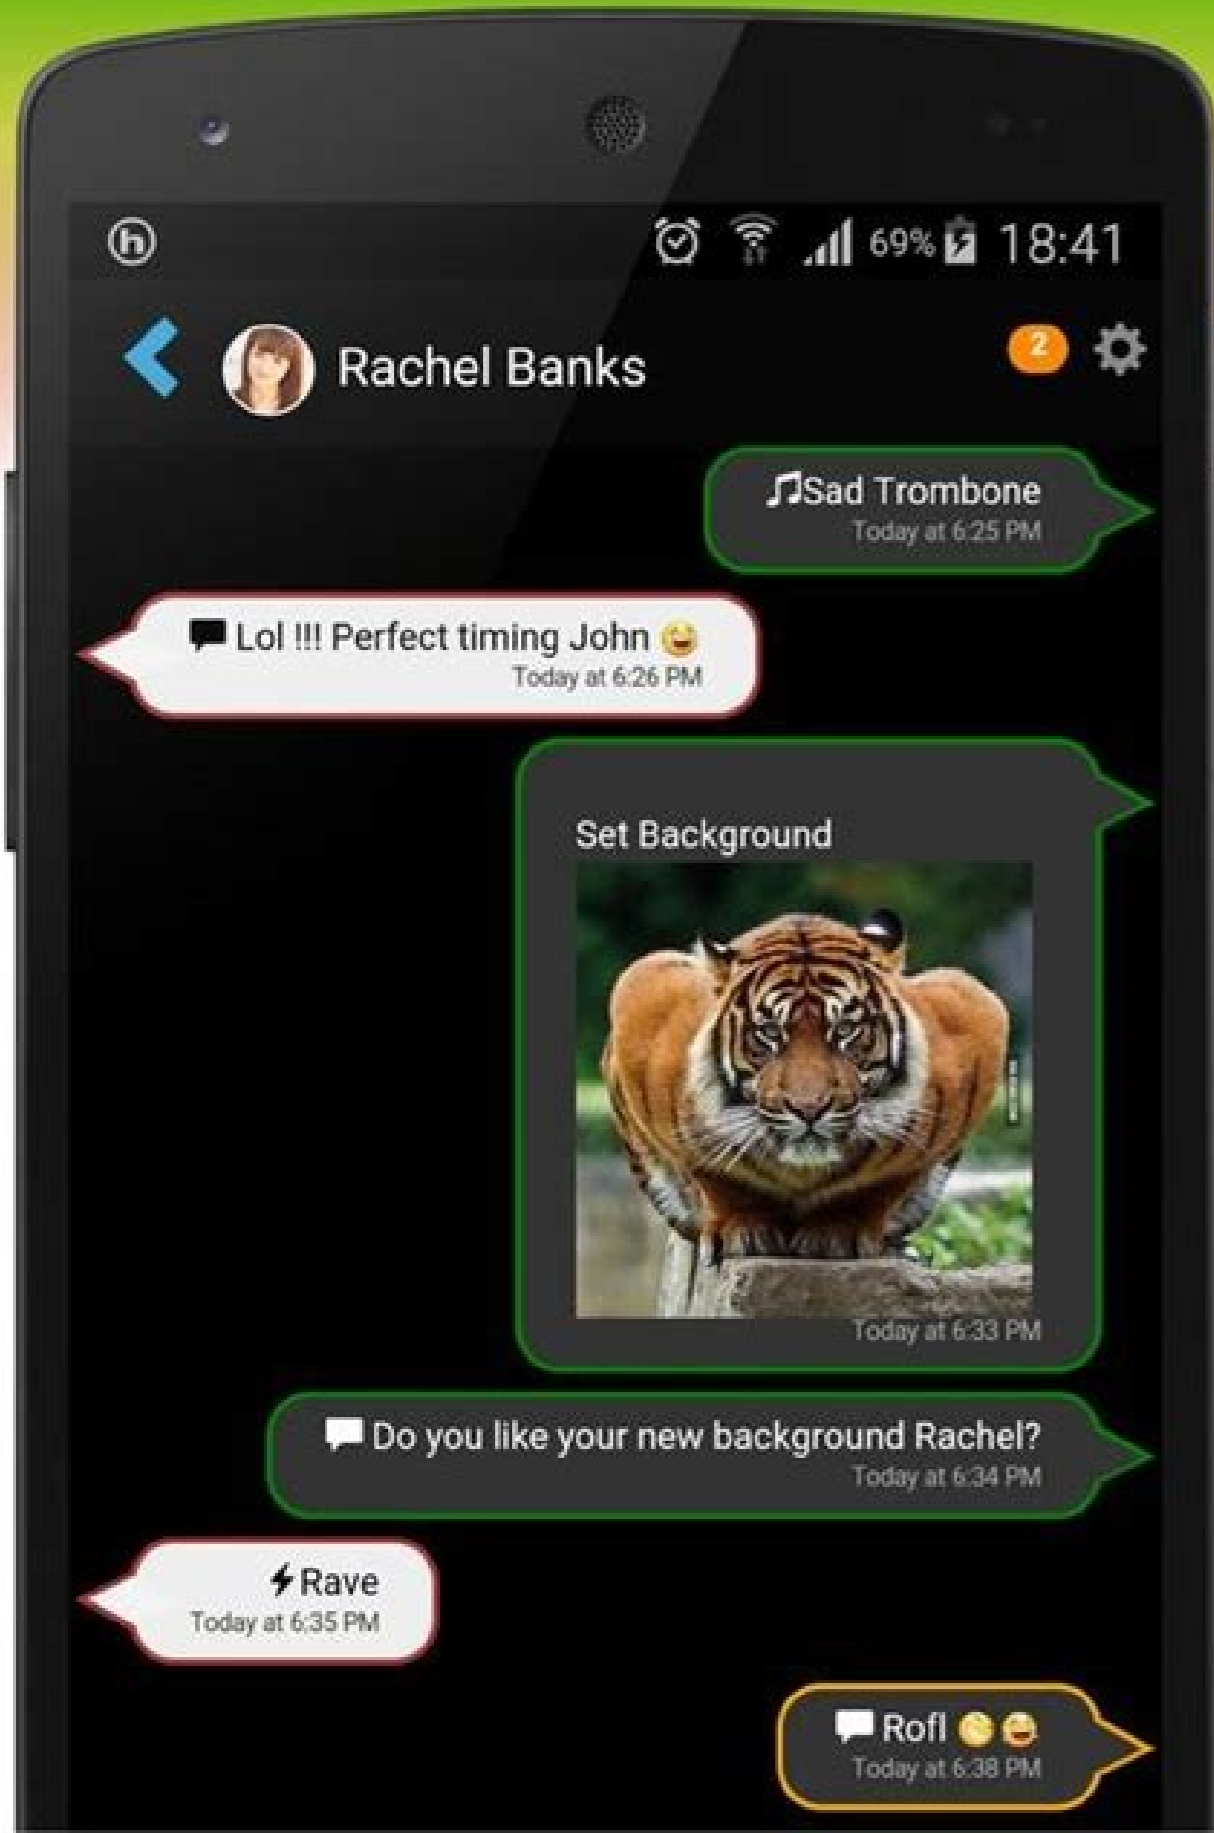 h
69% 18:41
Rachel Banks
2
Sad Trombone
Today at 6:25 PM
Lol !!! Perfect timing John
Today at 6:26 PM
Set Background
Today at 6:33 PM
Do you like your new background Rachel?
Today at 6:34 PM
Rave
Today at 6:35 PM
Rofl
Today at 6:38 PM